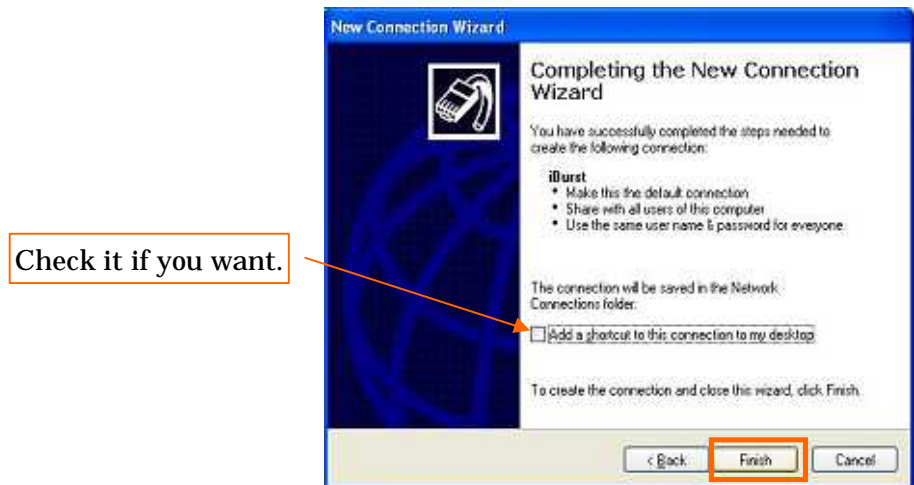 New Connection Wizard
Completing the New Connection
Wizard
You have successfully completed the steps needed to
create the following connection:
iBurst
• Make this the default connection
• Share with all users of this computer
• Use the same user name & password for everyone
Check it if you want.
The connection will be saved in the Network
Connections folder.
Add a shortcut to this connection to my desktop
To create the connection and close this wizard, click Finish.
< Back
Finish
Cancel